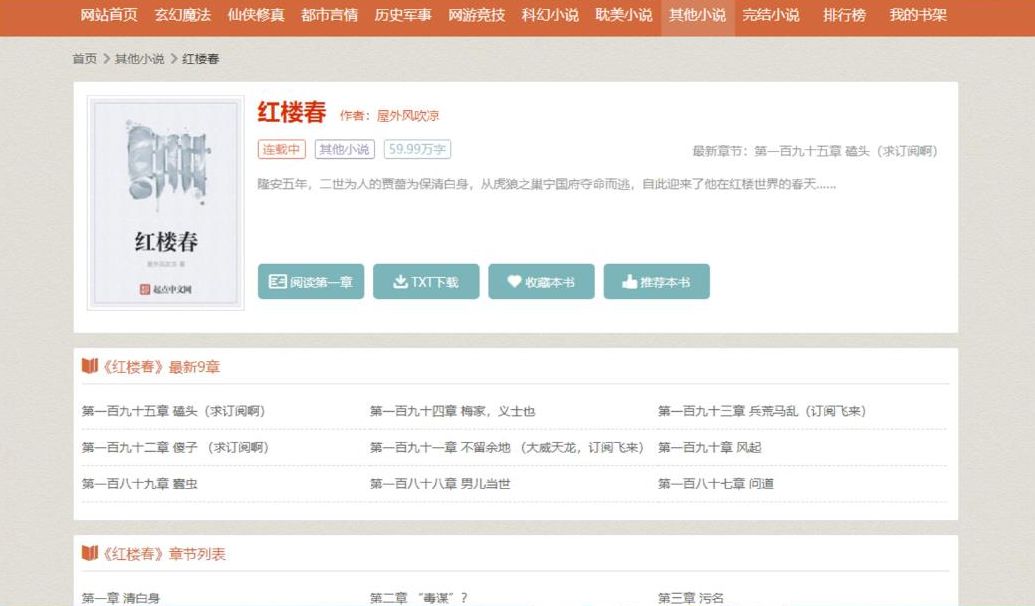 网站首页 玄幻魔法 仙侠修真 都市言情 历史军事 网游竞技 科幻小说 耽美小说 其他小说 完结小说 排行榜 我的书架
首页 > 其他小说 > 红楼春
红楼春 作者：屋外风吹凉
连载中 其他小说 59.99万字
最新章节：第一百九十五章 磕头（求订阅啊）
隆安五年，二世为人的贾蔷为保清白身，从虎狼之巢宁国府夺命而逃，自此迎来了他在红楼世界的春天......
红楼春
屋外风吹凉 著
起点中文网
阅读第一章 TXT下载 收藏本书 推荐本书
《红楼春》最新9章
第一百九十五章 磕头（求订阅啊） 第一百九十四章 梅家，义士也 第一百九十三章 兵荒马乱（订阅飞来）
第一百九十二章 傻子 （求订阅啊） 第一百九十一章 不留余地 （大威天龙，订阅飞来） 第一百九十章 风起
第一百八十九章 蠹虫 第一百八十八章 男儿当世 第一百八十七章 问道
《红楼春》章节列表
第一章 清白身 第二章 “毒谋”？ 第三章 污名